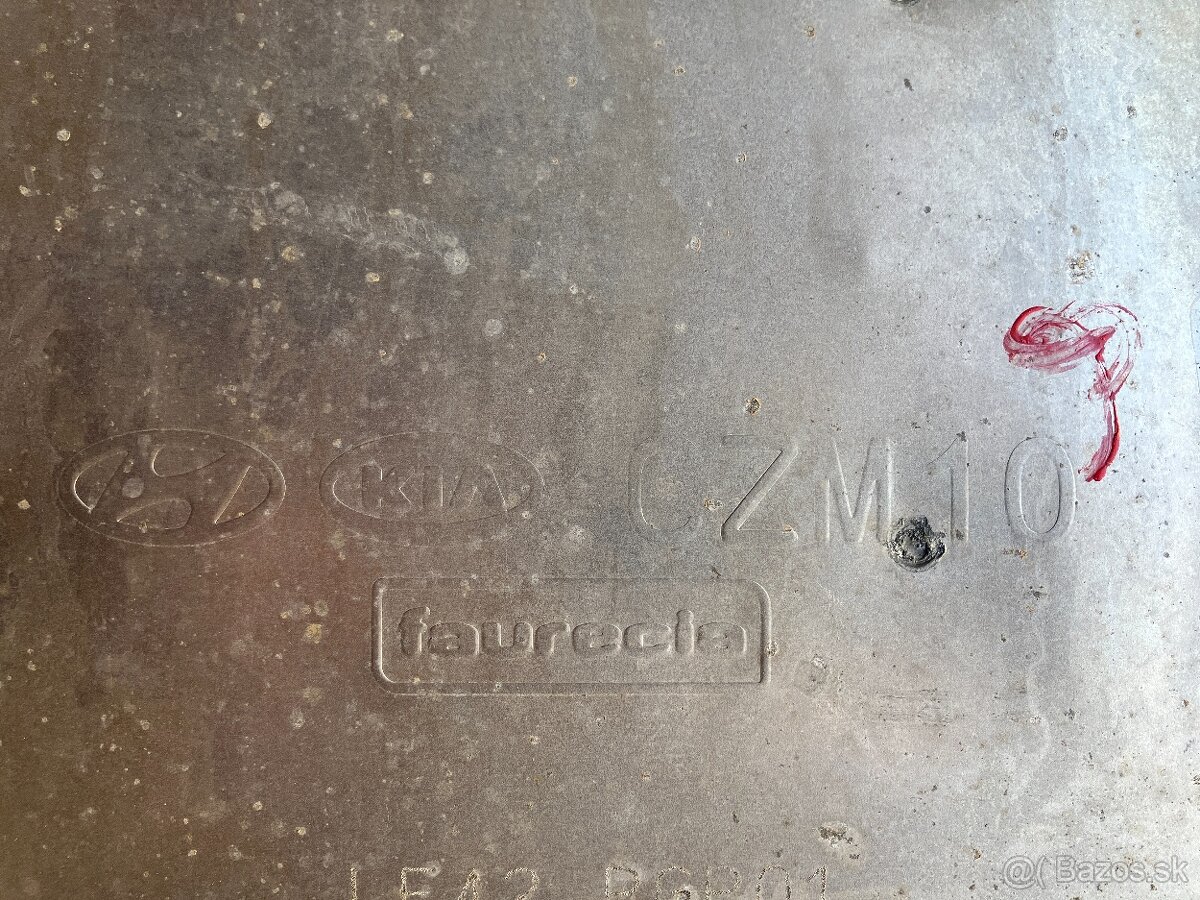 KIA CZM10
faurecia
@( Bazos.sk